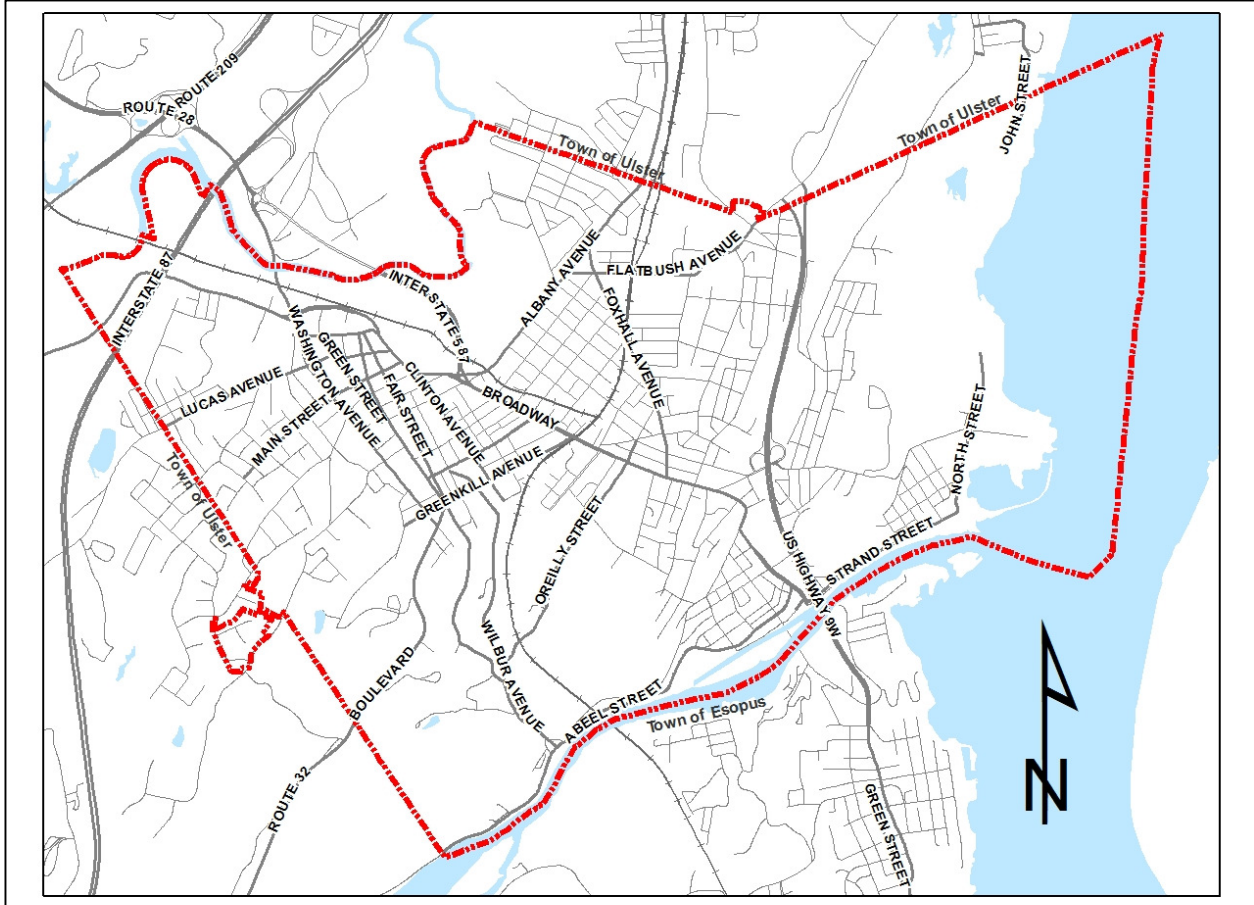 ROUTE 209
ROUTE 28
JOHN STREET
Town of Ulster
Town of Ulster
INTERSTATE 87
FLATBUSH AVENUE
ALBANY AVENUE
INTERSTATE 587
FOXHALL AVENUE
WASHINGTON AVENUE
GREEN STREET
FAIR STREET
CLINTON AVENUE
LUCAS AVENUE
MAIN STREET
BROADWAY
GREENKILL AVENUE
Town of Ulster
NORTH STREET
OREILLY STREET
STRAND STREET
US HIGHWAY 9W
WILBUR AVENUE
BOULEVARD
ABEEL STREET
Town of Esopus
ROUTE 32
GREEN STREET
N